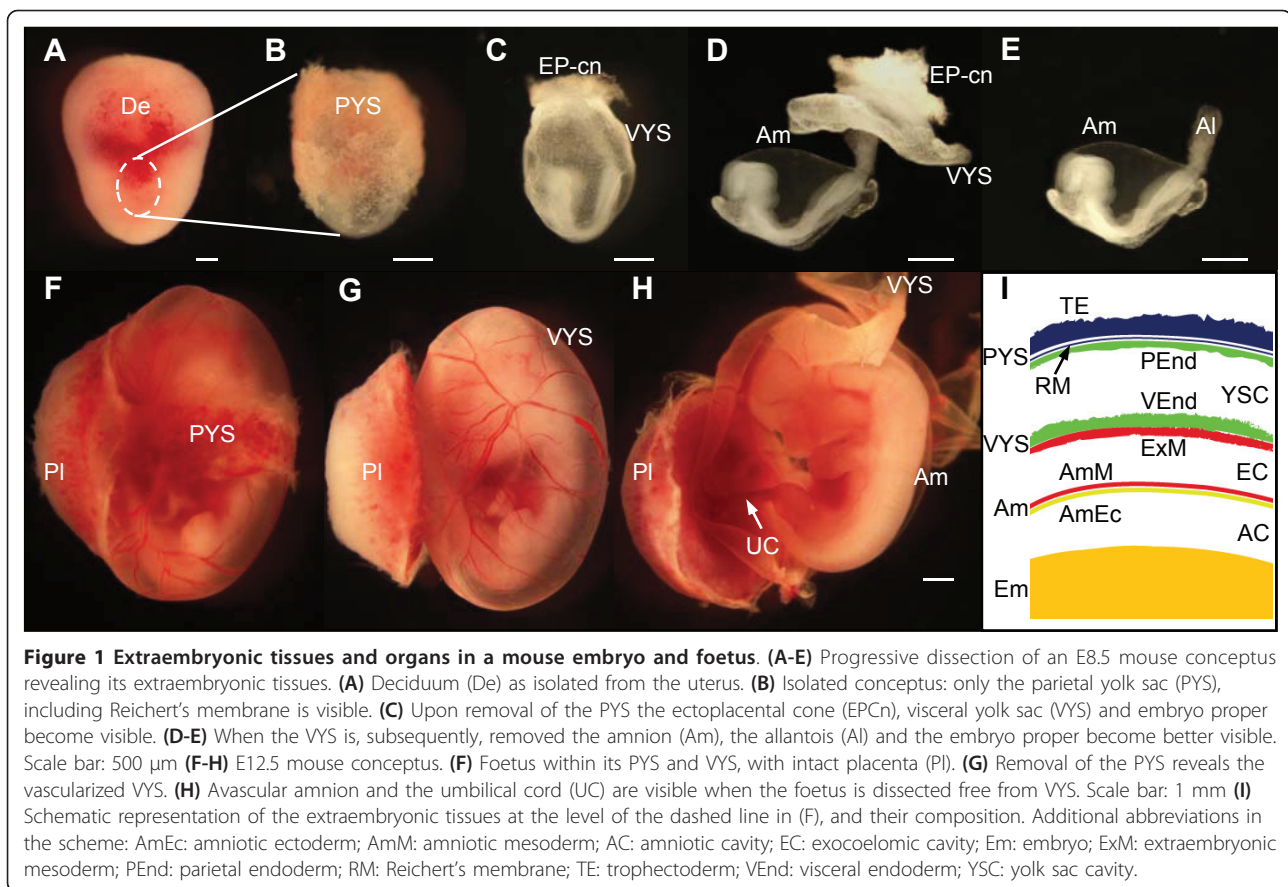 A
B
C
D
E
De
PYS
EP-cn
VYS
Am
EP-cn
VYS
Am
Al
F
G
H
I
Pl
PYS
Pl
VYS
VYS
UC
Am
TE
PYS
RM
PEnd
YSC
VEnd
VYS
ExM
EC
AmM
Am
AmEc
AC
Em
Figure 1 Extraembryonic tissues and organs in a mouse embryo and foetus. (A-E) Progressive dissection of an E8.5 mouse conceptus
revealing its extraembryonic tissues. (A) Deciduum (De) as isolated from the uterus. (B) Isolated conceptus: only the parietal yolk sac (PYS),
including Reichert's membrane is visible. (C) Upon removal of the PYS the ectoplacental cone (EPCn), visceral yolk sac (VYS) and embryo proper
become visible. (D-E) When the VYS is, subsequently, removed the amnion (Am), the allantois (Al) and the embryo proper become better visible.
Scale bar: 500 μm (F-H) E12.5 mouse conceptus. (F) Foetus within its PYS and VYS, with intact placenta (Pl). (G) Removal of the PYS reveals the
vascularized VYS. (H) Avascular amnion and the umbilical cord (UC) are visible when the foetus is dissected free from VYS. Scale bar: 1 mm (I)
Schematic representation of the extraembryonic tissues at the level of the dashed line in (F), and their composition. Additional abbreviations in
the scheme: AmEc: amniotic ectoderm; AmM: amniotic mesoderm; AC: amniotic cavity; EC: exocoelomic cavity; Em: embryo; ExM: extraembryonic
mesoderm; PEnd: parietal endoderm; RM: Reichert's membrane; TE: trophectoderm; VEnd: visceral endoderm; YSC: yolk sac cavity.